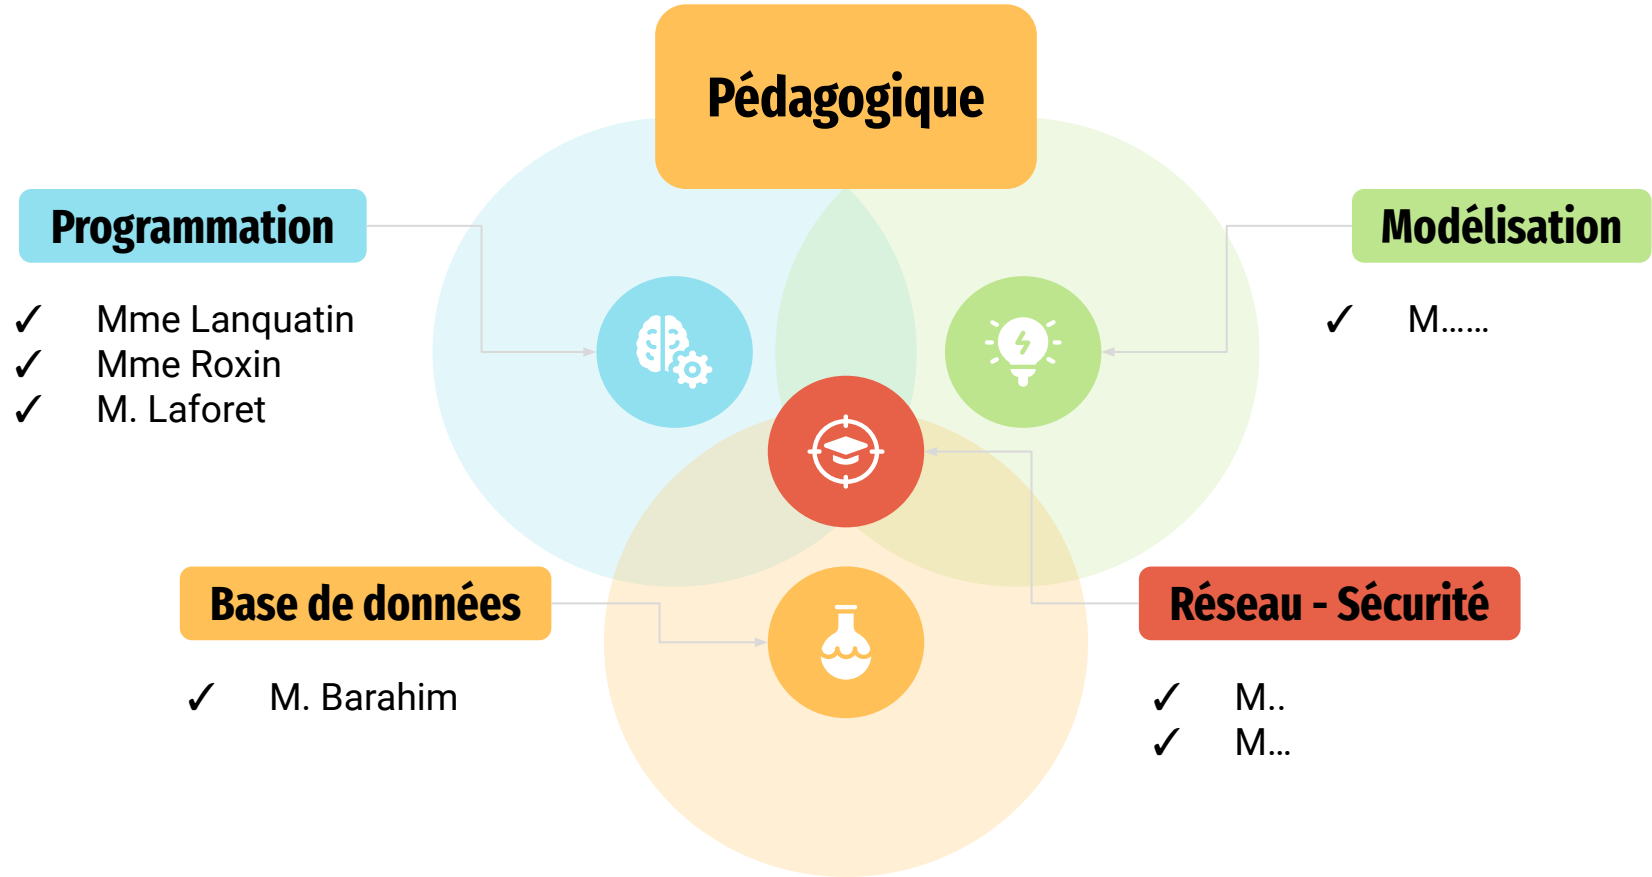 Pédagogique
Programmation
✓ Mme Lanquatin
✓ Mme Roxin
✓ M. Laforet
Modélisation
✓ M......
Base de données
✓ M. Barahim
Réseau - Sécurité
✓ M..
✓ M...